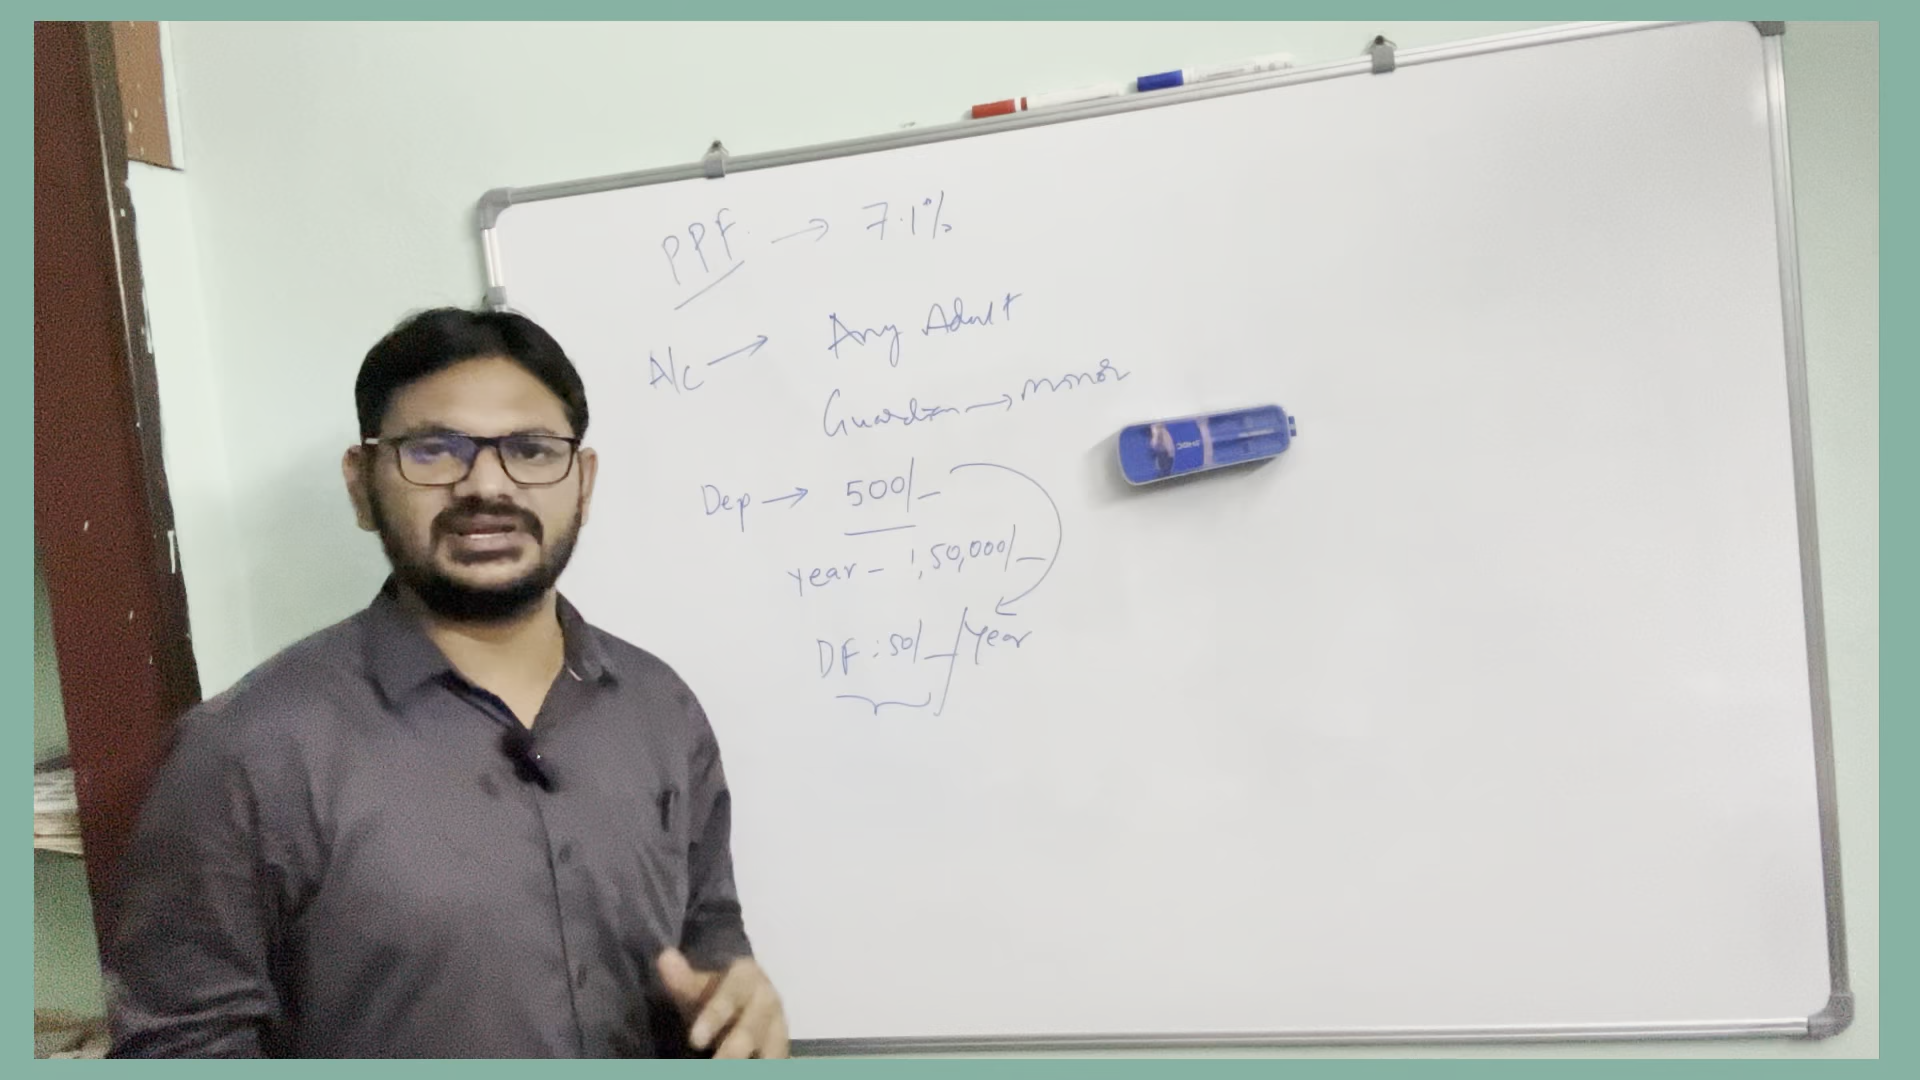 PPF. → 7.1%
A/c → Any Adult
Guardian → minor
Dep → 500/-
year - 1,50,000/-
DF : 50/- / Year